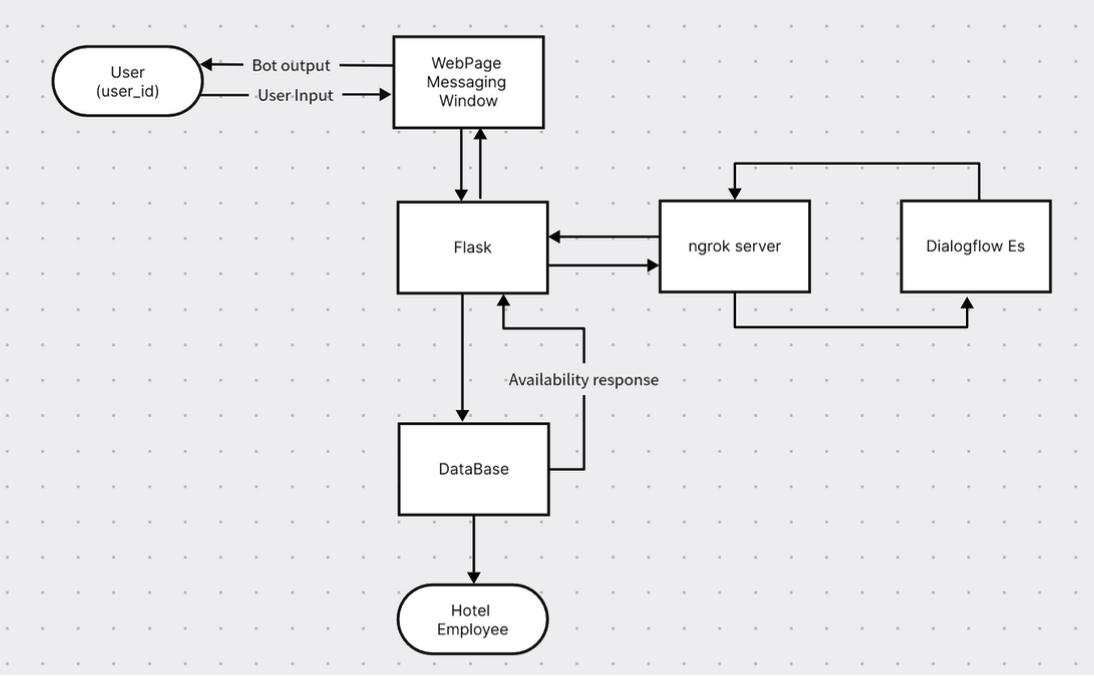 User
(user_id)
Bot output
User Input
WebPage
Messaging
Window
Flask
ngrok server
Dialogflow Es
Availability response
DataBase
Hotel
Employee